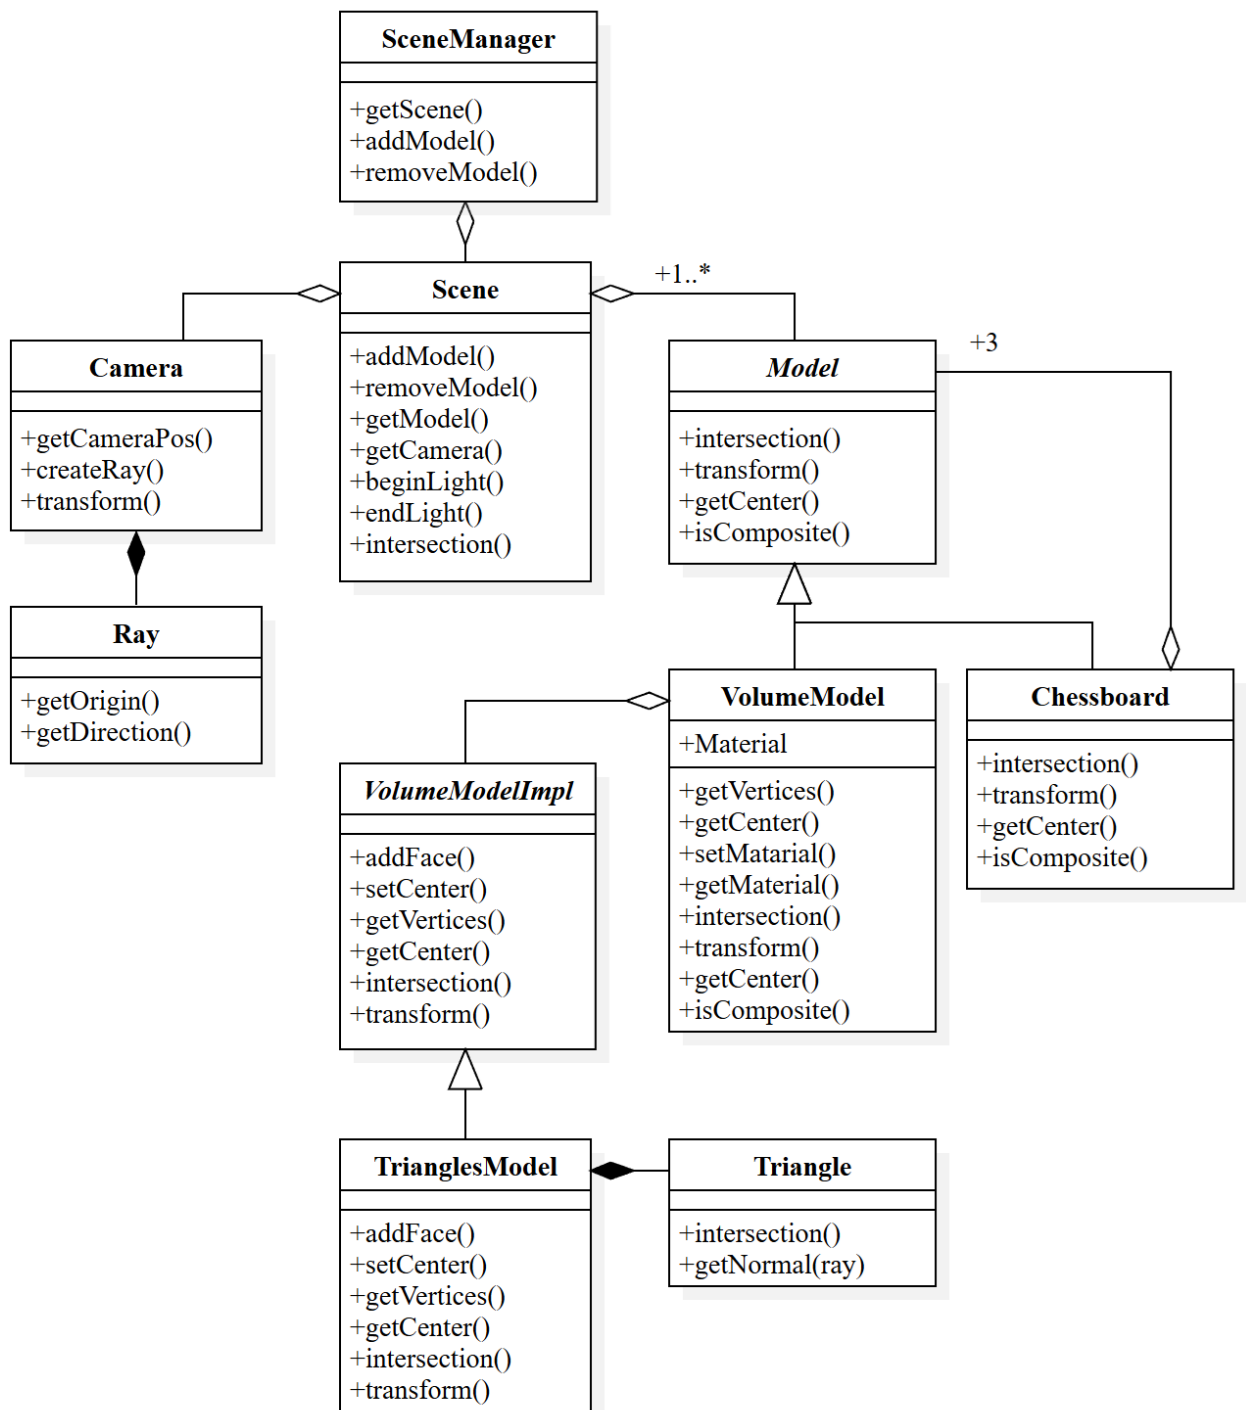 SceneManager
+getScene()
+addModel()
+removeModel()
Scene
+addModel()
+removeModel()
+getModel()
+getCamera()
+beginLight()
+endLight()
+intersection()
+1..*
Camera
+getCameraPos()
+createRay()
+transform()
Model
+intersection()
+transform()
+getCenter()
+isComposite()
+3
Ray
+getOrigin()
+getDirection()
VolumeModel
+Material
+getVertices()
+getCenter()
+setMatarial()
+getMaterial()
+intersection()
+transform()
+getCenter()
+isComposite()
Chessboard
+intersection()
+transform()
+getCenter()
+isComposite()
VolumeModelImpl
+addFace()
+setCenter()
+getVertices()
+getCenter()
+intersection()
+transform()
TrianglesModel
+addFace()
+setCenter()
+getVertices()
+getCenter()
+intersection()
+transform()
Triangle
+intersection()
+getNormal(ray)